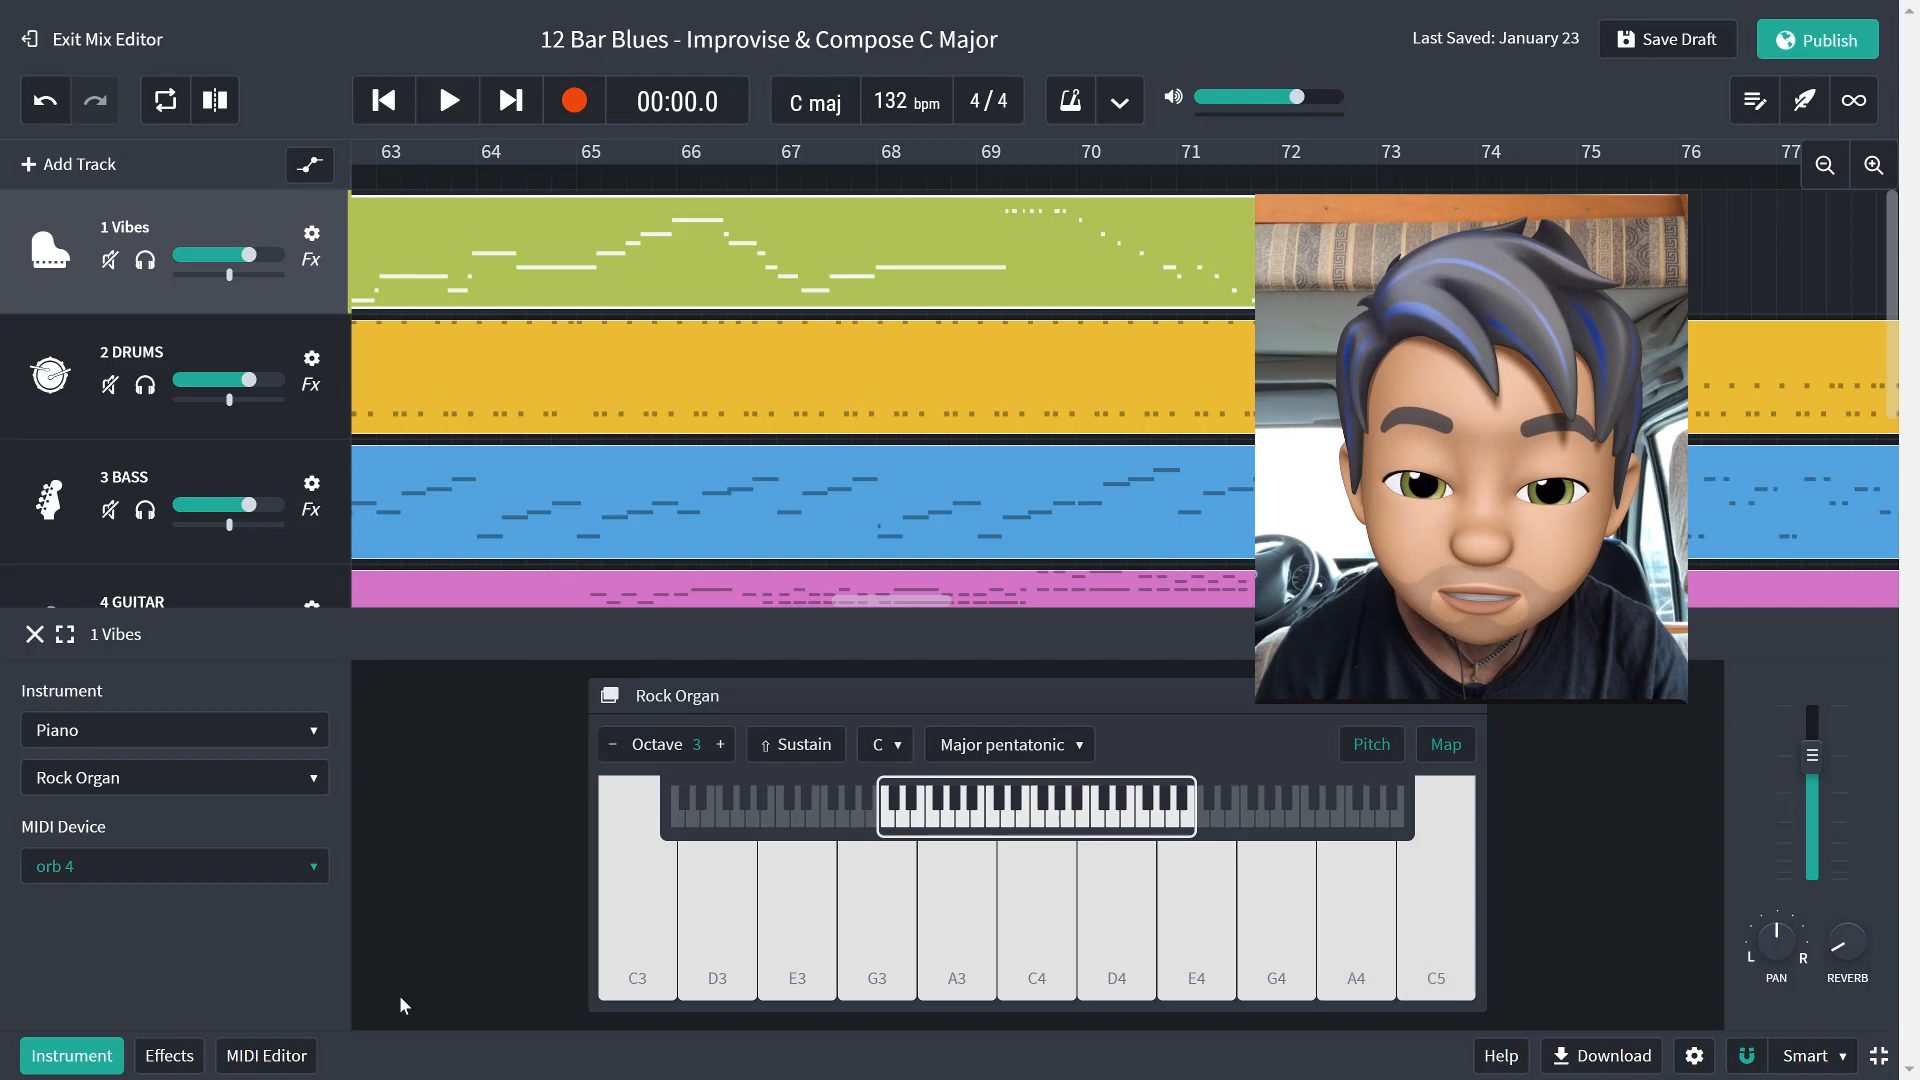 Exit Mix Editor
12 Bar Blues - Improvise & Compose C Major
Last Saved: January 23
Save Draft
Publish
00:00.0
C maj
132 bpm
4 / 4
Add Track
63 64 65 66 67 68 69 70 71 72 73 74 75 76 77
1 Vibes
Fx
2 DRUMS
Fx
3 BASS
Fx
4 GUITAR
1 Vibes
Instrument
Piano
Rock Organ
MIDI Device
orb 4
Rock Organ
− Octave 3 +
Sustain
C
Major pentatonic
Pitch
Map
C3 D3 E3 G3 A3 C4 D4 E4 G4 A4 C5
L R
PAN
REVERB
Instrument
Effects
MIDI Editor
Help
Download
Smart